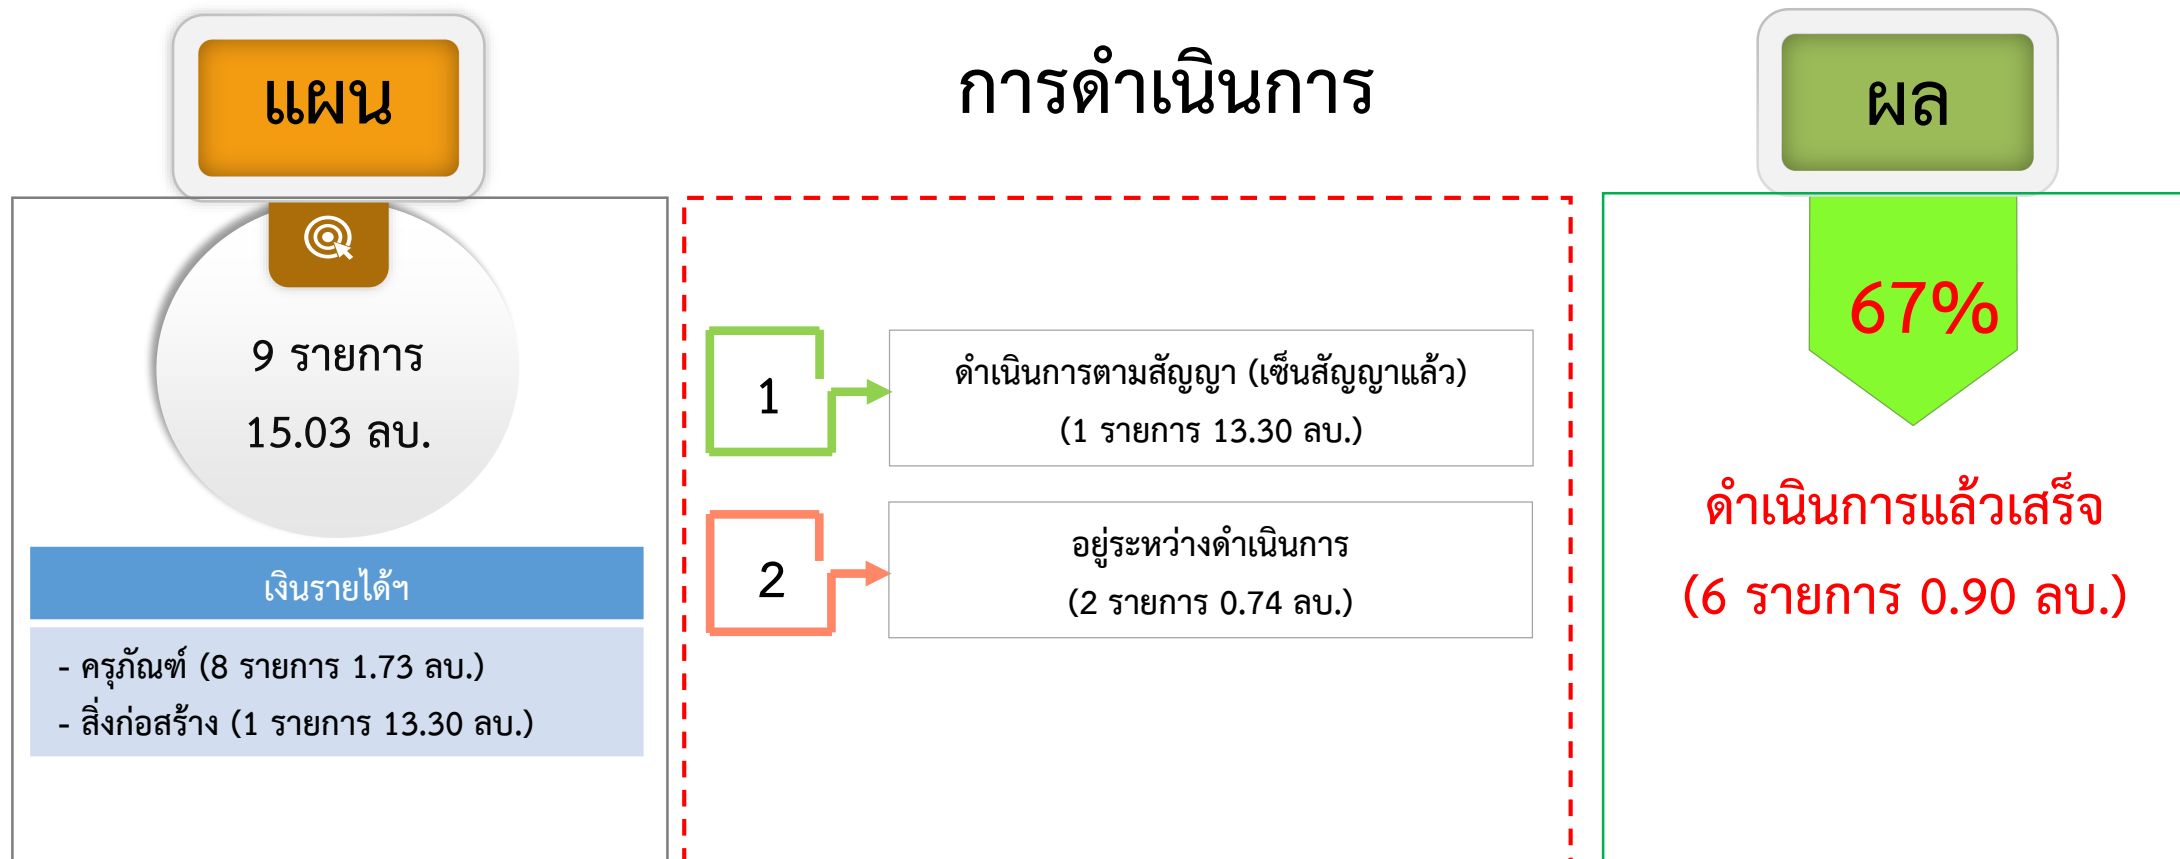 แผน
การดำเนินการ
ผล
9 รายการ
15.03 ลบ.
เงินรายได้ฯ
- ครุภัณฑ์ (8 รายการ 1.73 ลบ.)
- สิ่งก่อสร้าง (1 รายการ 13.30 ลบ.)
1
ดำเนินการตามสัญญา (เซ็นสัญญาแล้ว)
(1 รายการ 13.30 ลบ.)
2
อยู่ระหว่างดำเนินการ
(2 รายการ 0.74 ลบ.)
67%
ดำเนินการแล้วเสร็จ
(6 รายการ 0.90 ลบ.)